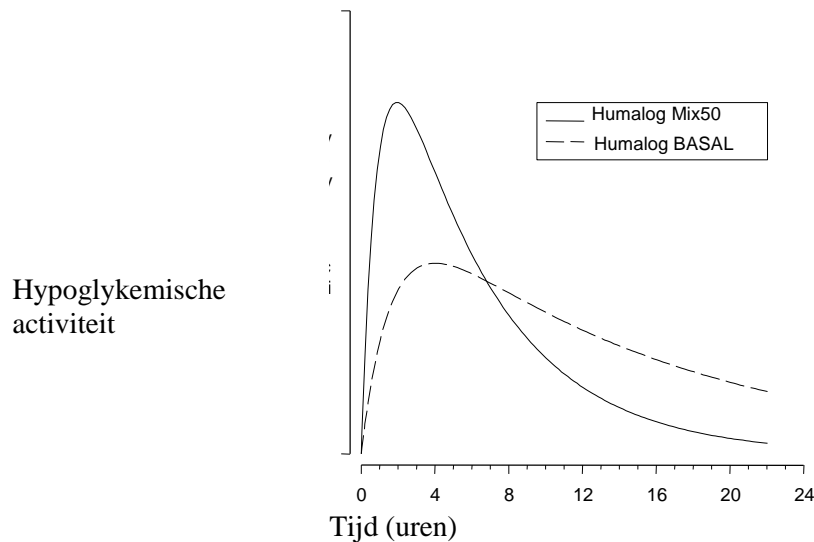 Humalog Mix50
Humalog BASAL
Hypoglykemische
activiteit
0 4 8 12 16 20 24
Tijd (uren)